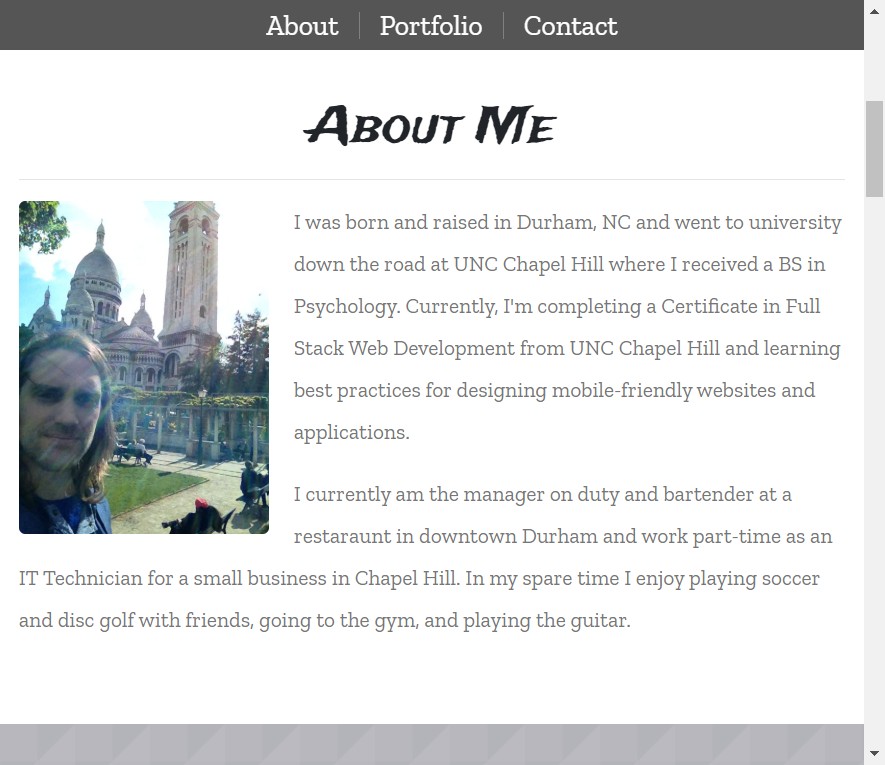 About
Portfolio
Contact
About Me
I was born and raised in Durham, NC and went to university
down the road at UNC Chapel Hill where I received a BS in
Psychology. Currently, I'm completing a Certificate in Full
Stack Web Development from UNC Chapel Hill and learning
best practices for designing mobile-friendly websites and
applications.
I currently am the manager on duty and bartender at a
restaraunt in downtown Durham and work part-time as an
IT Technician for a small business in Chapel Hill. In my spare time I enjoy playing soccer
and disc golf with friends, going to the gym, and playing the guitar.